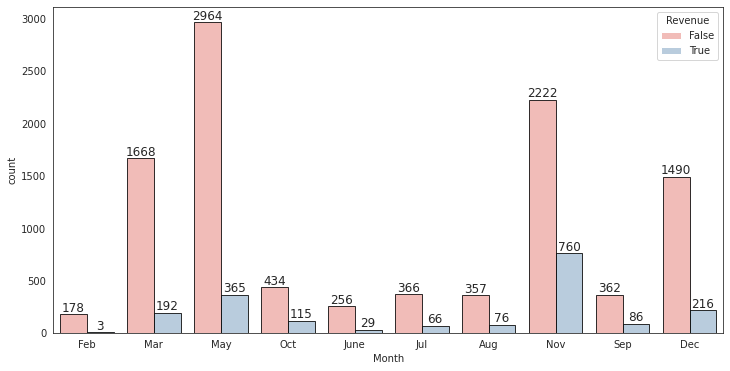 Revenue
False
True
3000
2500
2000
1500
1000
500
0
count
178
3
1668
192
2964
365
434
115
256
29
366
66
357
76
2222
760
362
86
1490
216
Feb
Mar
May
Oct
June
Jul
Aug
Nov
Sep
Dec
Month